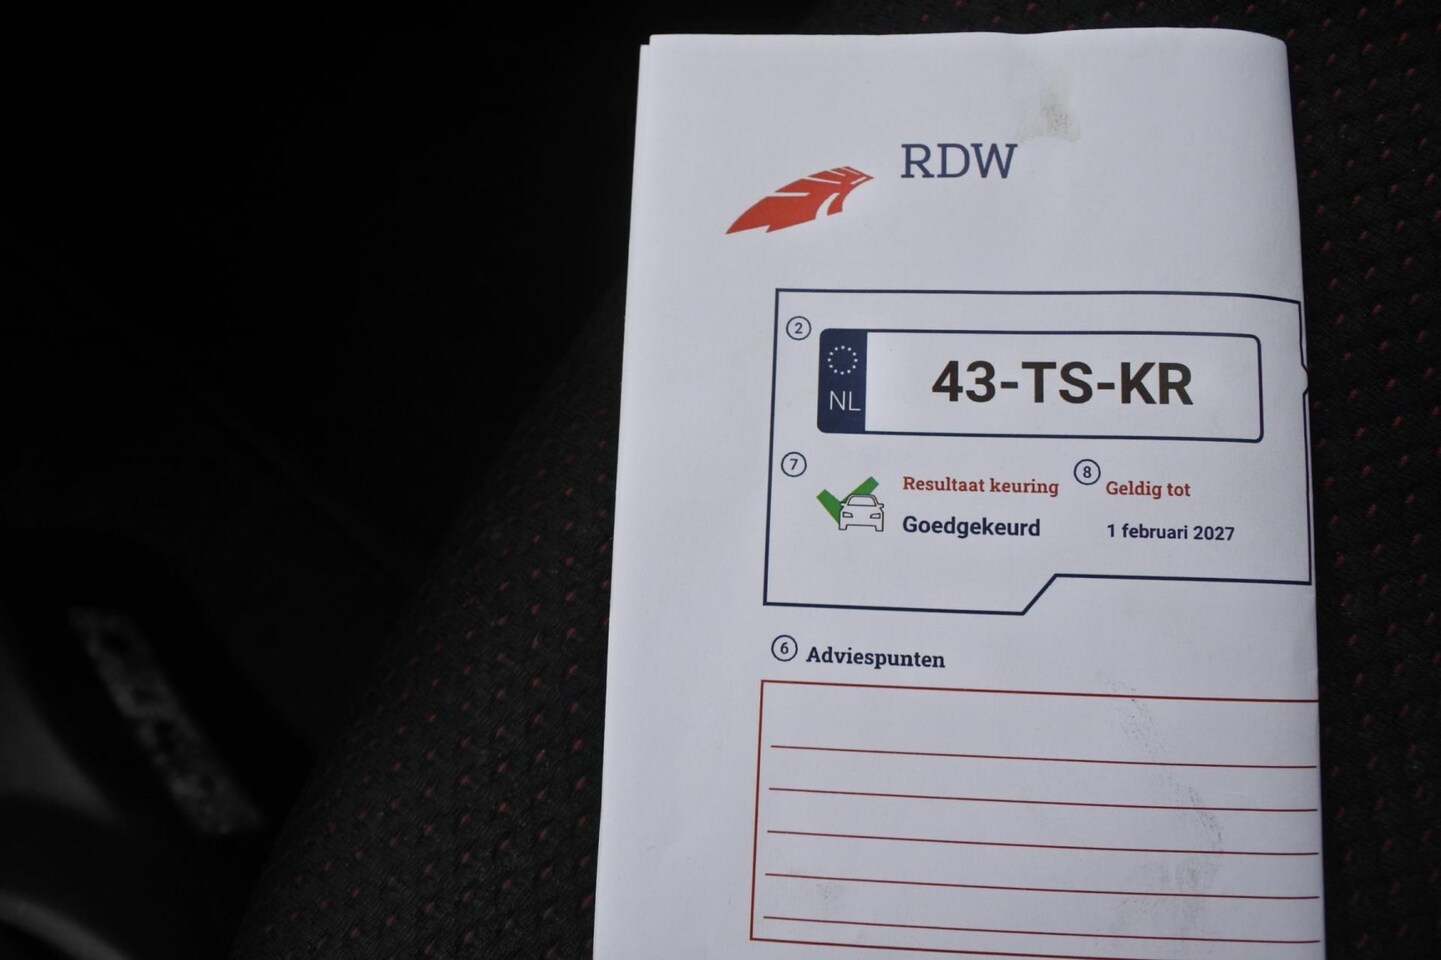 RDW
2
NL
43-TS-KR
7
Resultaat keuring
Goedgekeurd
8
Geldig tot
1 februari 2027
6 Adviespunten